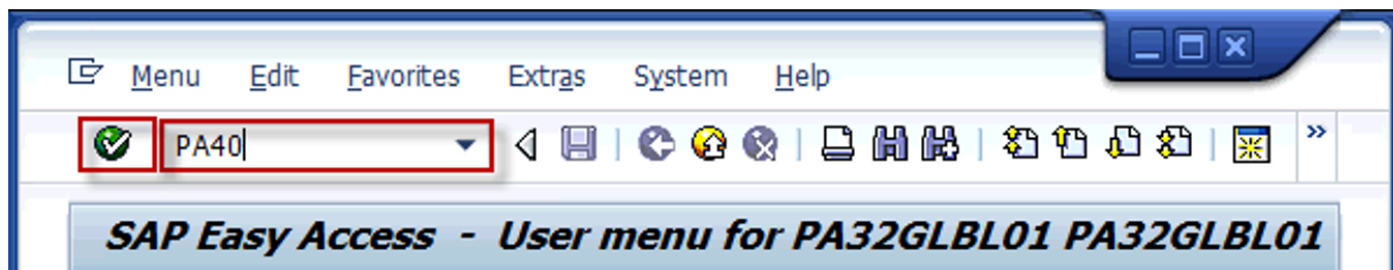 Menu Edit Favorites Extras System Help
PA40
SAP Easy Access - User menu for PA32GLBL01 PA32GLBL01